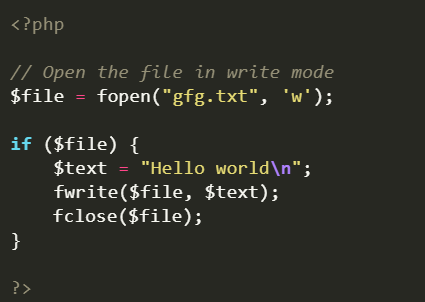 <?php
// Open the file in write mode
$file = fopen("gfg.txt", 'w');
if ($file) {
    $text = "Hello world\n";
    fwrite($file, $text);
    fclose($file);
}
?>